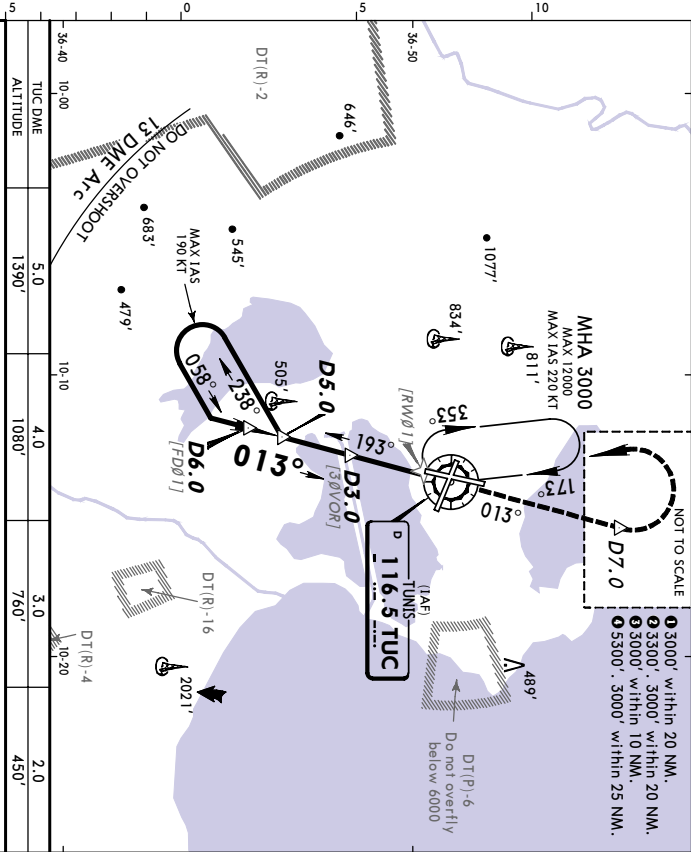 5
0
5
10
36-40
36-50
10-00
10-10
10-20
NOT TO SCALE
❶ 3000' within 20 NM.
❷ 3300'. 3000' within 20 NM.
❸ 3000' within 10 NM.
❹ 5300'. 3000' within 25 NM.
DT(R)-2
646'
1077'
683'
545'
479'
834'
811'
505'
MHA 3000
MAX 12000
MAX IAS 220 KT
353°
173°
013°
D7.0
[RW01]
193°
D3.0
[30VOR]
D5.0
013°
D6.0
[FD01]
238°
058°
MAX IAS
190 KT
DO NOT OVERSHOOT
13 DME Arc
(IAF)
TUNIS
D
116.5 TUC
489'
DT(P)-6
Do not overfly
below 6000
DT(R)-16
DT(R)-4
2021'
TUC DME 5.0 4.0 3.0 2.0
ALTITUDE 1390' 1080' 760' 450'